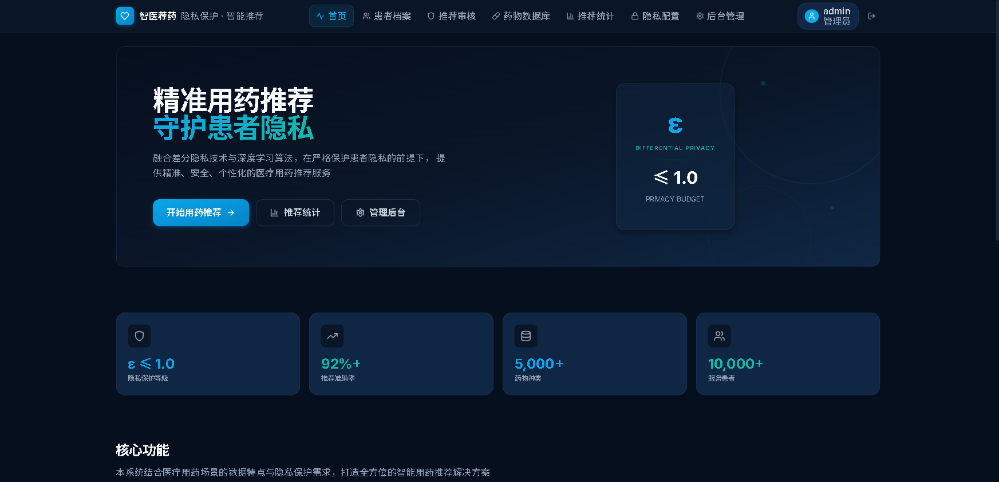 智医荐药 隐私保护 · 智能推荐
首页 患者档案 推荐审核 药物数据库 推荐统计 隐私配置 后台管理
admin
管理员
精准用药推荐
守护患者隐私
融合差分隐私技术与深度学习算法，在严格保护患者隐私的前提下， 提
供精准、安全、个性化的医疗用药推荐服务
开始用药推荐 → 推荐统计 管理后台
ε
DIFFERENTIAL PRIVACY
≤ 1.0
PRIVACY BUDGET
ε ≤ 1.0
隐私保护等级
92%+
推荐准确率
5,000+
药物种类
10,000+
服务患者
核心功能
本系统结合医疗用药场景的数据特点与隐私保护需求，打造全方位的智能用药推荐解决方案